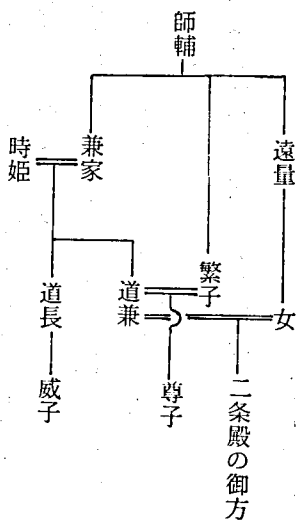 師輔
遠量
女
二条殿の御方
繁子
尊子
兼家
時姫
道兼
道長
威子